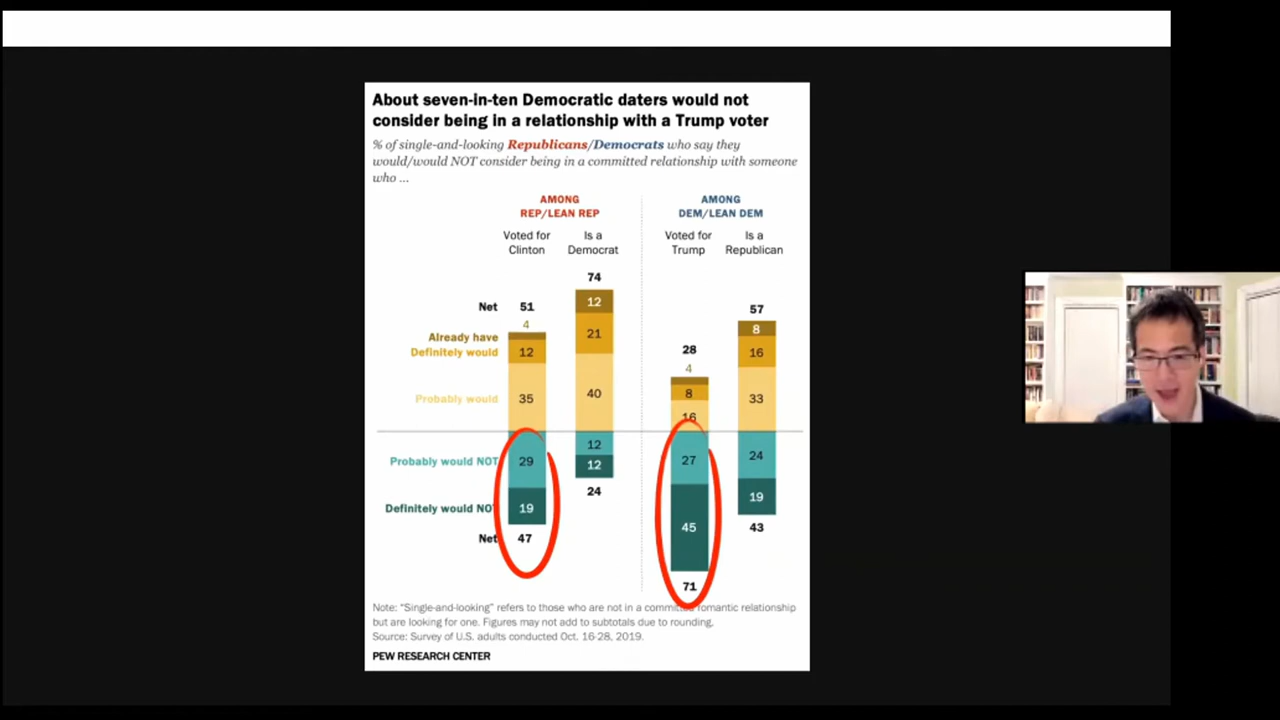 About seven-in-ten Democratic daters would not
consider being in a relationship with a Trump voter
% of single-and-looking Republicans/Democrats who say they
would/would NOT consider being in a committed relationship with someone
who ...
AMONG
REP/LEAN REP
AMONG
DEM/LEAN DEM
Voted for
Clinton
Is a
Democrat
Voted for
Trump
Is a
Republican
Net 51 74 28 57
Already have 4 12 4 8
Definitely would 12 21 8 16
Probably would 35 40 16 33
Probably would NOT 29 12 27 24
Definitely would NOT 19 12 45 19
Net 47 24 71 43
Note: "Single-and-looking" refers to those who are not in a committed romantic relationship
but are looking for one. Figures may not add to subtotals due to rounding.
Source: Survey of U.S. adults conducted Oct. 16-28, 2019.
PEW RESEARCH CENTER